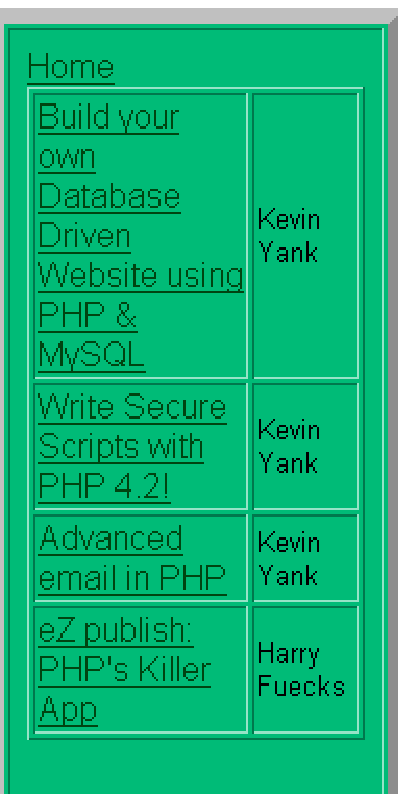 Home
Build your
own
Database
Driven
Website using
PHP &
MySQL
Kevin
Yank
Write Secure
Scripts with
PHP 4.2!
Kevin
Yank
Advanced
email in PHP
Kevin
Yank
eZ publish:
PHP's Killer
App
Harry
Fuecks